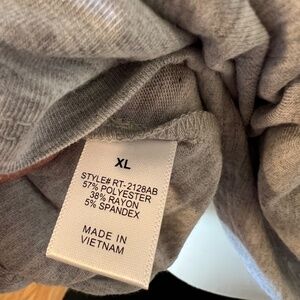 XL
STYLE# RT-2128AB
57% POLYESTER
38% RAYON
5% SPANDEX
MADE IN
VIETNAM